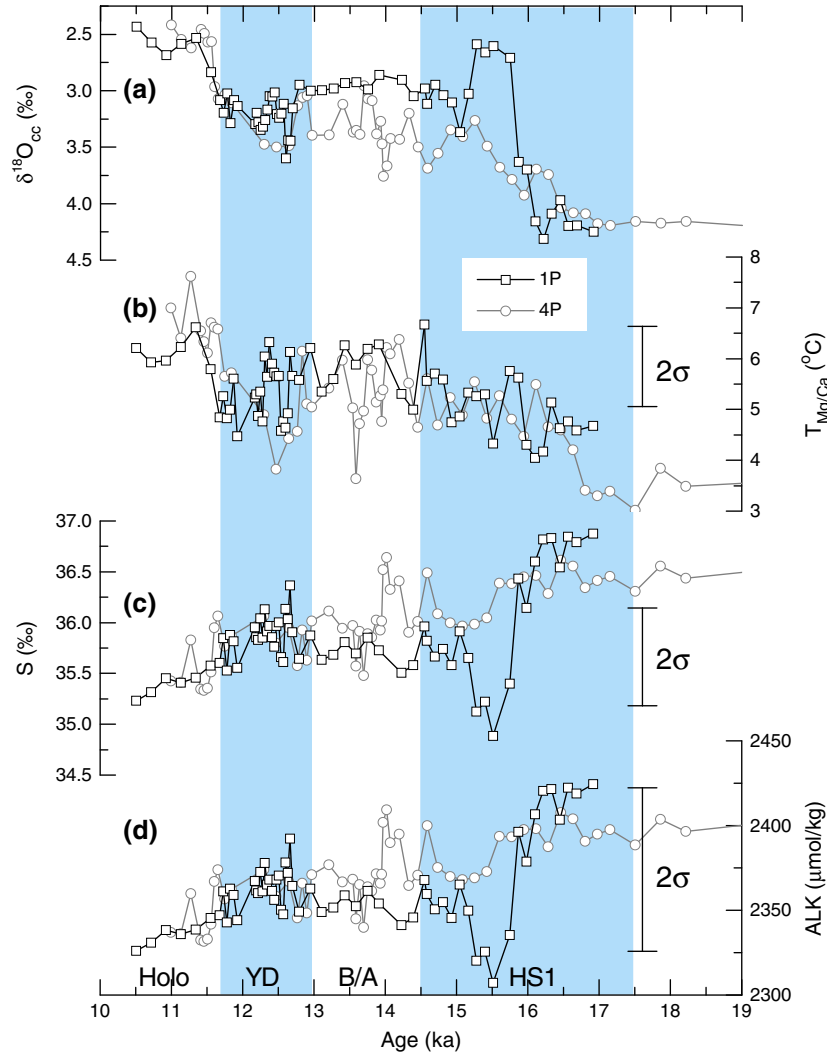 2.5
3.0
3.5
4.0
4.5
δ18Occ (‰)
(a)
8
7
6
5
4
3
TMg/Ca (oC)
(b)
1P
4P
2σ
37.0
36.5
36.0
35.5
35.0
34.5
S (‰)
(c)
2σ
2450
2400
2350
2300
ALK (μmol/kg)
(d)
2σ
Holo YD B/A HS1
10 11 12 13 14 15 16 17 18 19
Age (ka)